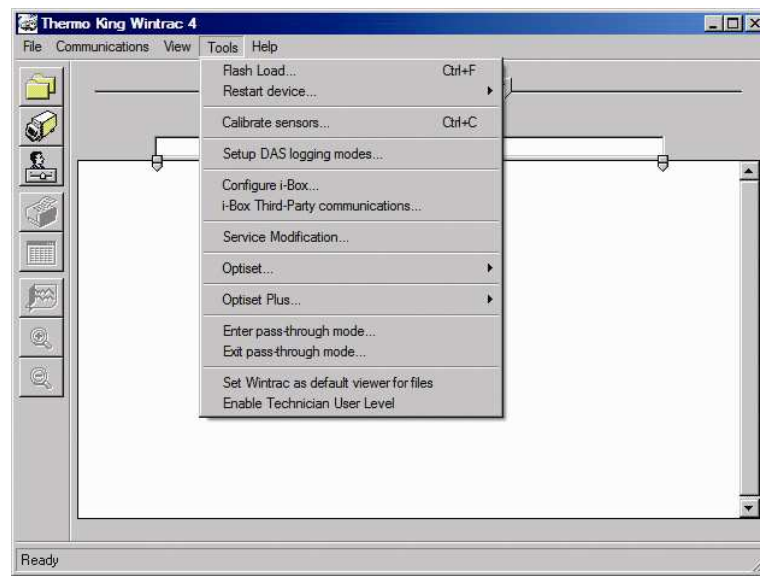 Thermo King Wintrac 4
File Communications View Tools Help
Flash Load... Ctrl+F
Restart device...
Calibrate sensors... Ctrl+C
Setup DAS logging modes...
Configure i-Box...
i-Box Third-Party communications...
Service Modification...
Optiset...
Optiset Plus...
Enter pass-through mode...
Exit pass-through mode...
Set Wintrac as default viewer for files
Enable Technician User Level
Ready